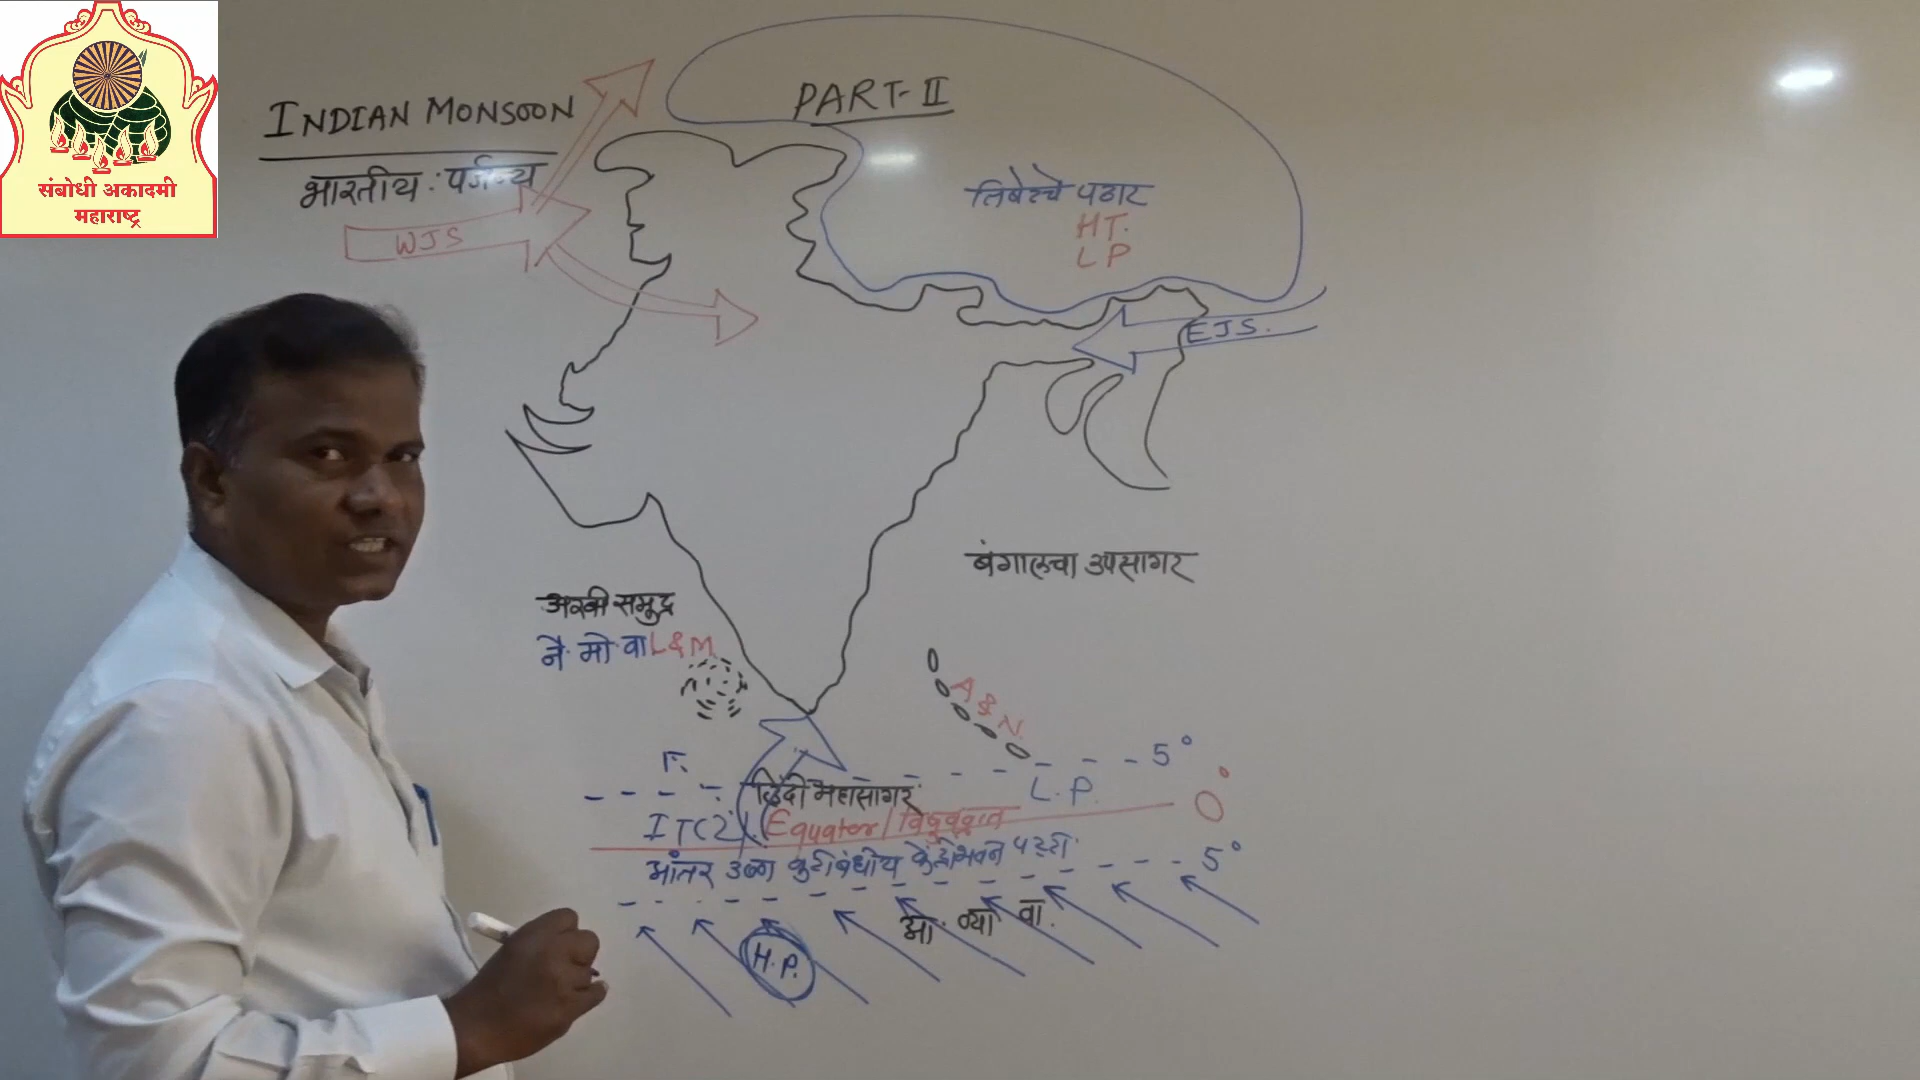 संबोधी अकादमी
महाराष्ट्र
INDIAN MONSOON
भारतीय पर्जन्य
PART-II
WJS
तिबेटचे पठार
HT.
LP
EJS.
बंगालचा उपसागर
अरबी समुद्र
नै. मो. वा
L&M
A&N.
5°
हिंदी महासागर
L.P.
0°
ITCZ
Equator/विषुववृत्त
आंतर उष्ण कटीबंधीय केंद्रीभवन पट्टी
5°
आ. व्या वा.
H.P.